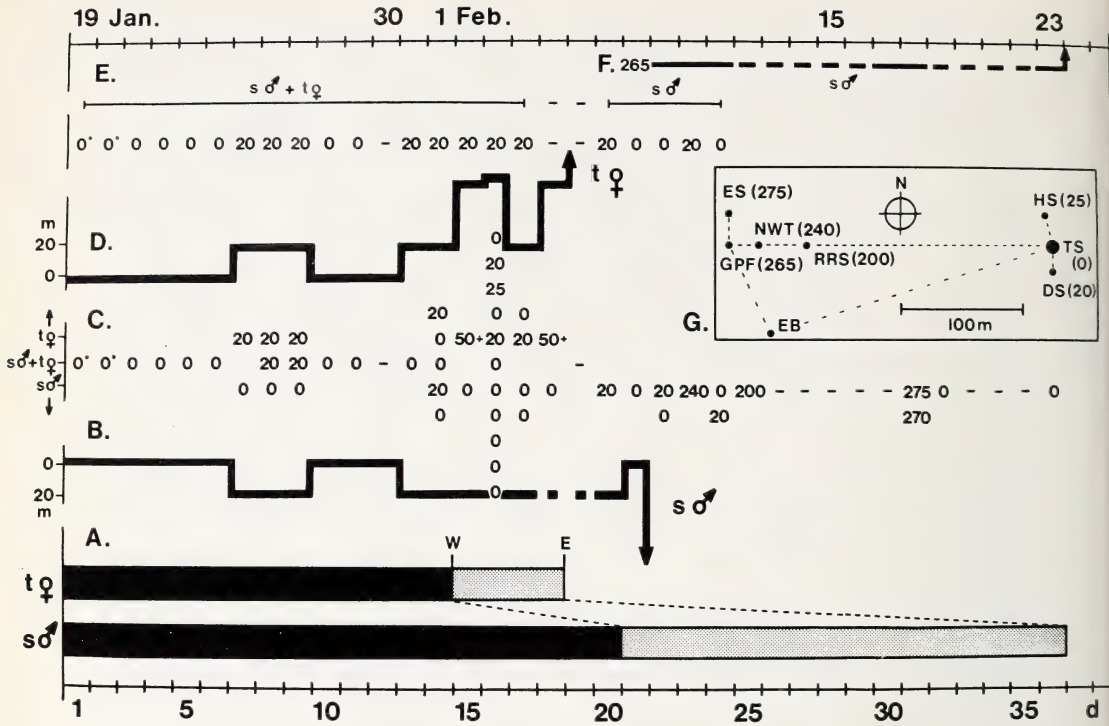 19 Jan. 30 1 Feb. 15 23
E. F. 265
s♂ + t♀ – – s♂ s♂
0* 0* 0 0 0 0 20 20 20 0 0 – 20 20 20 20 20 – – 20 0 0 20 0
t♀
m
20 D. 0
0 20
25
C. 20 0 0
t♀ 20 20 20 0 50+ 20 20 50+
s♂+t♀ 0* 0* 0 0 0 0 20 20 0 0 – 0 0 0 –
s♂ 0 0 0 20 0 0 0 0 20 0 20 240 0 200 – – – – – 275 0 – – – 0
0 0 0 0 20 270
B. 0
0 0
20 0
m s♂
ES (275) N HS (25)
NWT (240) TS
GPF (265) RRS (200) (0)
DS (20)
G. EB 100 m
A. W E
t♀
s♂
1 5 10 15 20 25 30 35 d